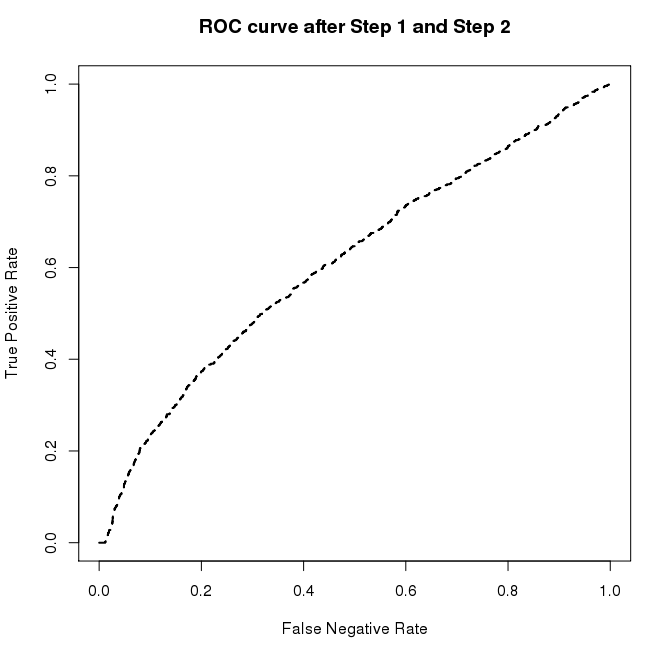 ROC curve after Step 1 and Step 2
True Positive Rate
1.0
0.8
0.6
0.4
0.2
0.0
0.0 0.2 0.4 0.6 0.8 1.0
False Negative Rate